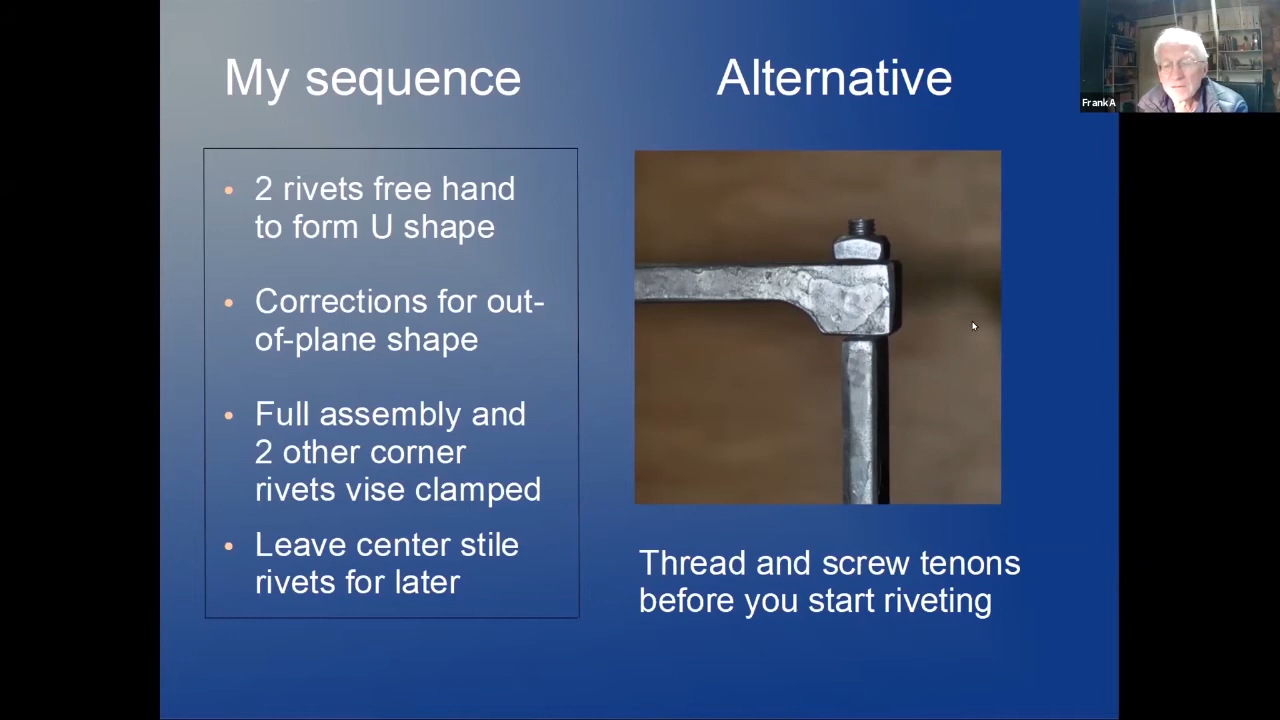 My sequence
Alternative
FrankA
2 rivets free hand
to form U shape
Corrections for out-
of-plane shape
Full assembly and
2 other corner
rivets vise clamped
Leave center stile
rivets for later
Thread and screw tenons
before you start riveting